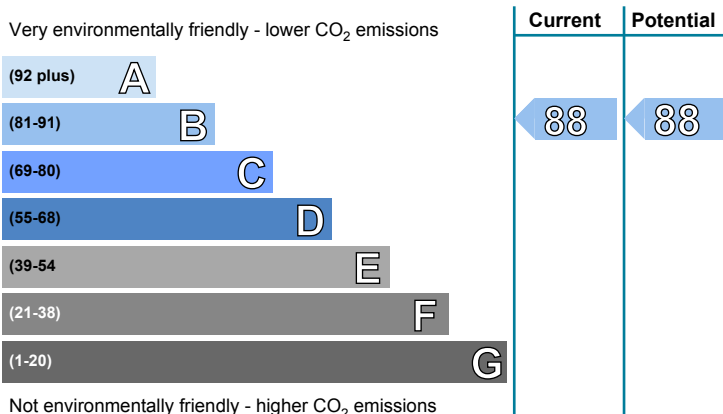 Very environmentally friendly - lower CO2 emissions
Current Potential
(92 plus) A
(81-91) B
88 88
(69-80) C
(55-68) D
(39-54 E
(21-38) F
(1-20) G
Not environmentally friendly - higher CO2 emissions